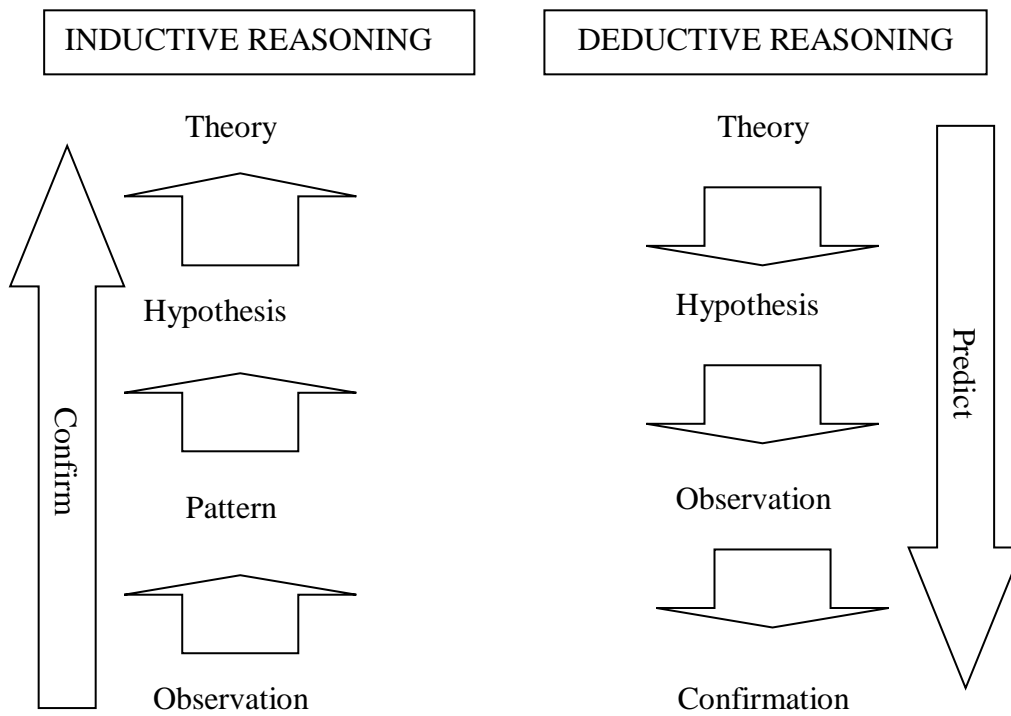 INDUCTIVE REASONING
DEDUCTIVE REASONING
Theory
Theory
Hypothesis
Hypothesis
Confirm
Predict
Pattern
Observation
Observation
Confirmation